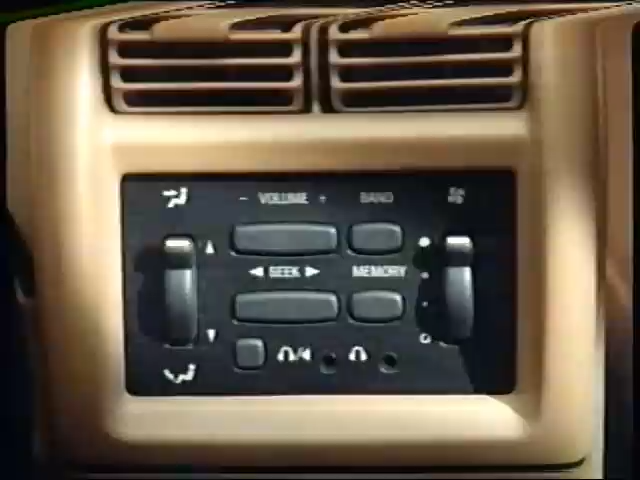 - VOLUME + BAND
◄ SEEK ► MEMORY